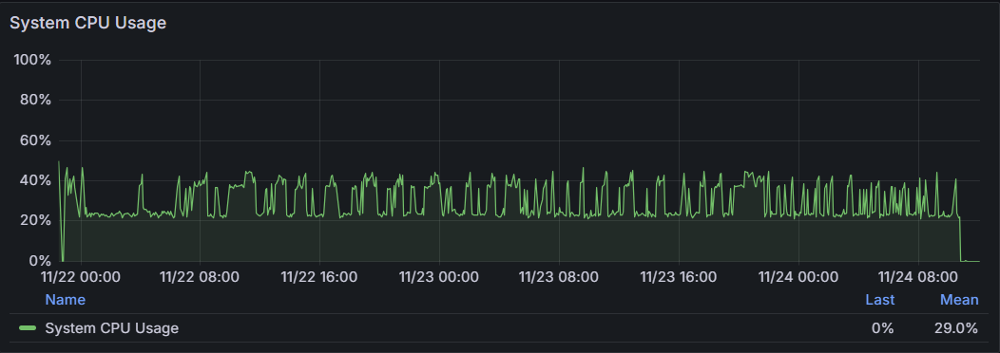 System CPU Usage
100%
80%
60%
40%
20%
0%
11/22 00:00 11/22 08:00 11/22 16:00 11/23 00:00 11/23 08:00 11/23 16:00 11/24 00:00 11/24 08:00
Name Last Mean
System CPU Usage 0% 29.0%